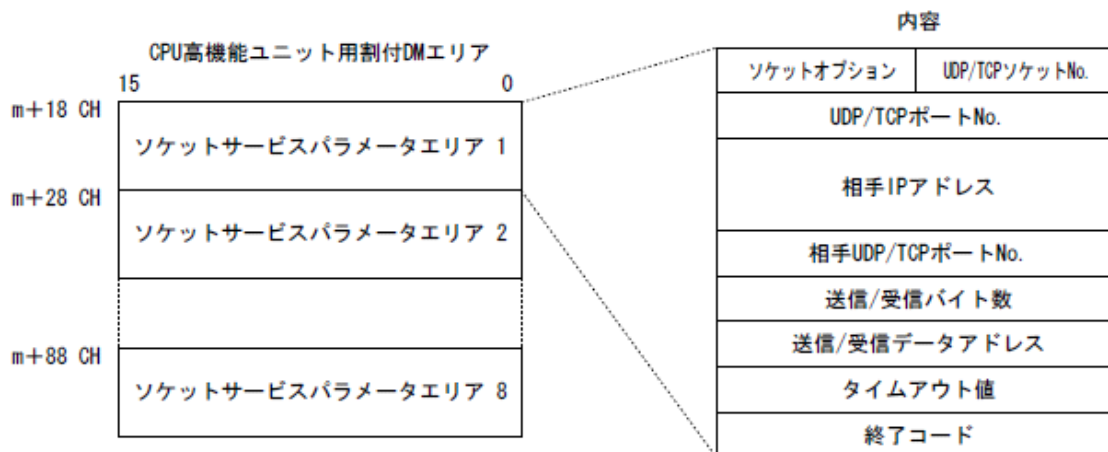 内容
CPU高機能ユニット用割付DMエリア
15 0
ソケットオプション UDP/TCPソケットNo.
m+18 CH
UDP/TCPポートNo.
ソケットサービスパラメータエリア 1
相手IPアドレス
m+28 CH
ソケットサービスパラメータエリア 2
相手UDP/TCPポートNo.
送信/受信バイト数
送信/受信データアドレス
m+88 CH
タイムアウト値
ソケットサービスパラメータエリア 8
終了コード